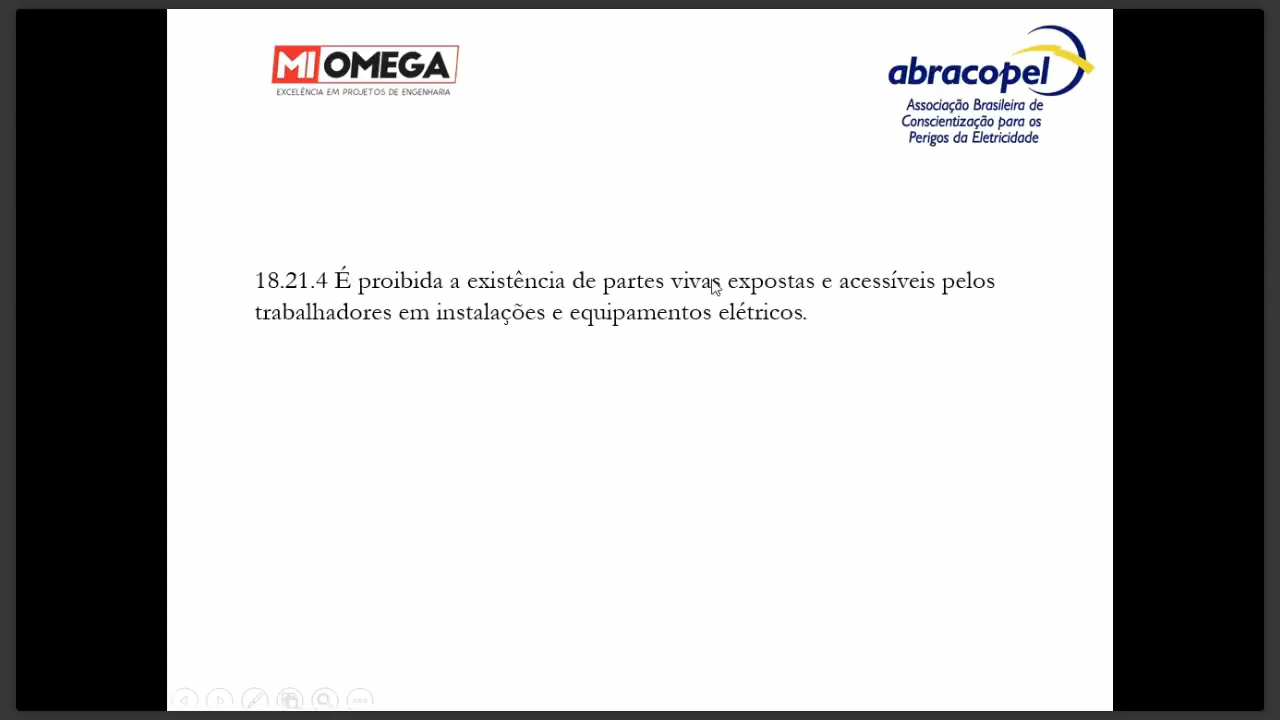 MI OMEGA
EXCELÊNCIA EM PROJETOS DE ENGENHARIA
abracopel
Associação Brasileira de
Conscientização para os
Perigos da Eletricidade
18.21.4 É proibida a existência de partes vivas expostas e acessíveis pelos
trabalhadores em instalações e equipamentos elétricos.